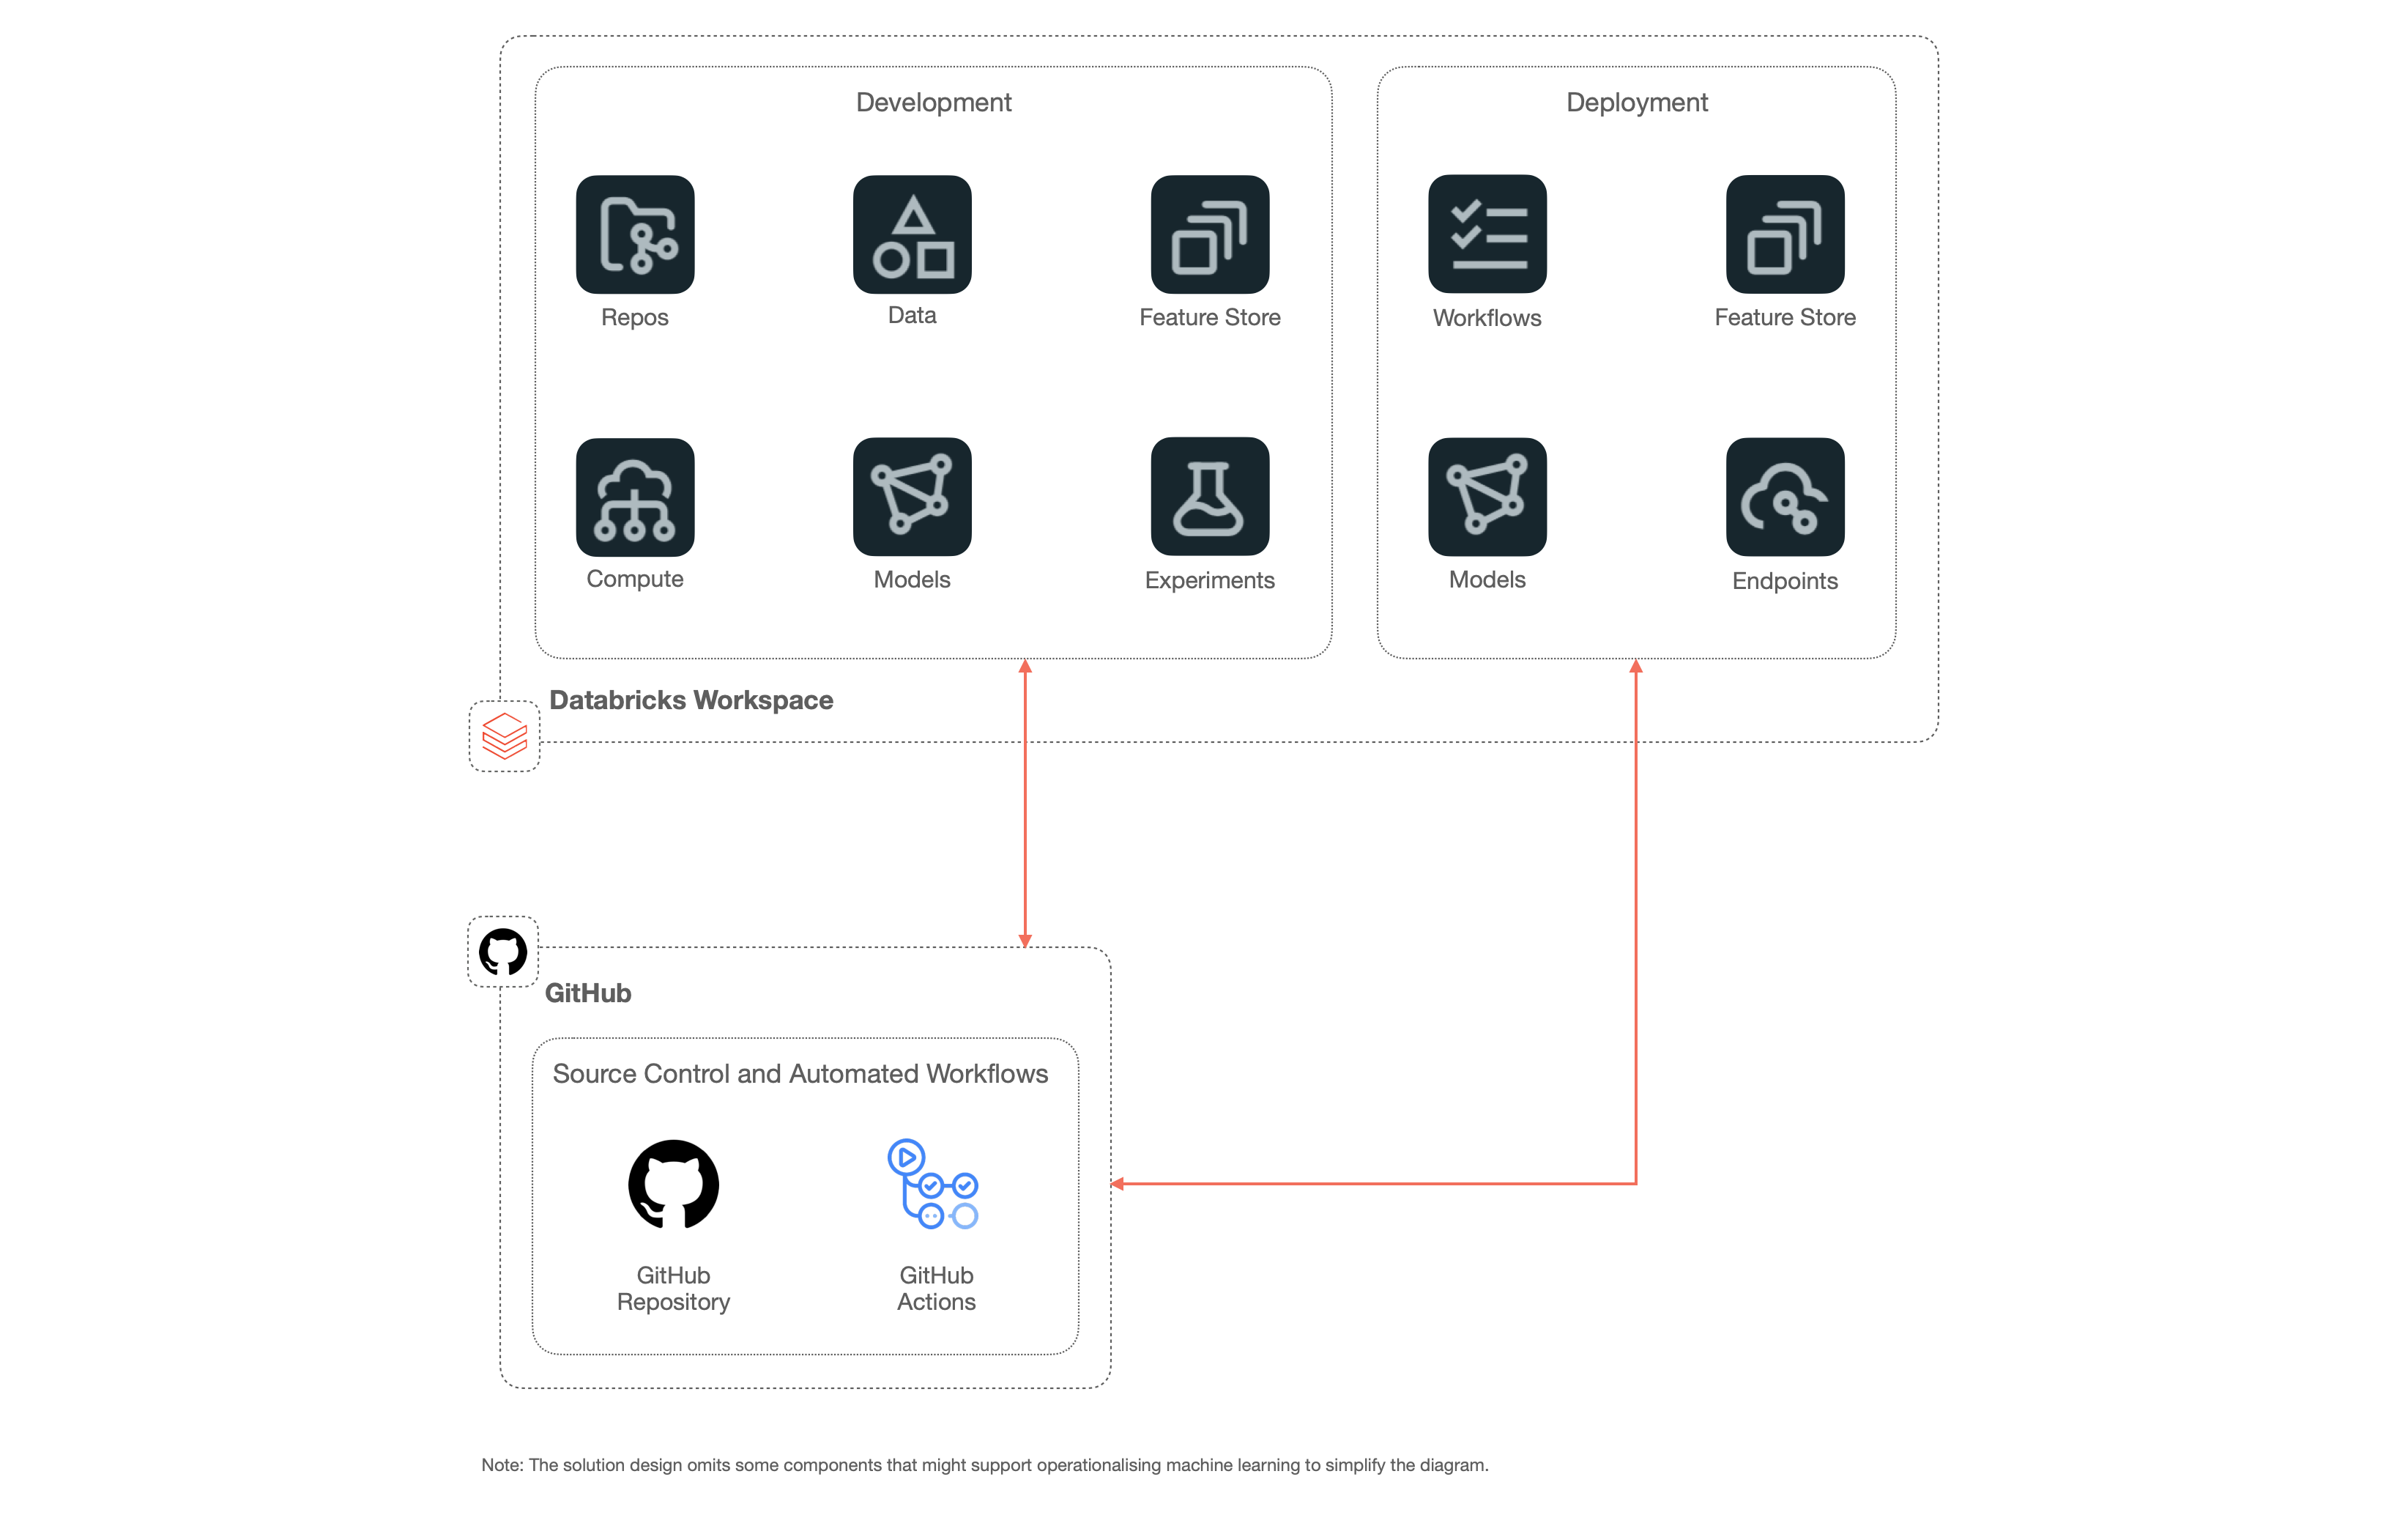 Development
Deployment
Repos
Data
Feature Store
Workflows
Feature Store
Compute
Models
Experiments
Models
Endpoints
Databricks Workspace
GitHub
Source Control and Automated Workflows
GitHub
Repository
GitHub
Actions
Note: The solution design omits some components that might support operationalising machine learning to simplify the diagram.